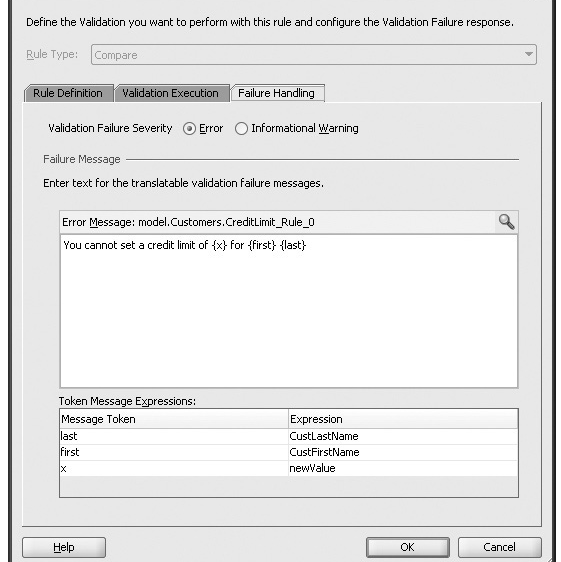 Define the Validation you want to perform with this rule and configure the Validation Failure response.
Rule Type: Compare
Rule Definition Validation Execution Failure Handling
Validation Failure Severity Error Informational Warning
Failure Message
Enter text for the translatable validation failure messages.
Error Message: model.Customers.CreditLimit_Rule_0
You cannot set a credit limit of {x} for {first} {last}
Token Message Expressions:
Message Token Expression
last CustLastName
first CustFirstName
x newValue
Help OK Cancel